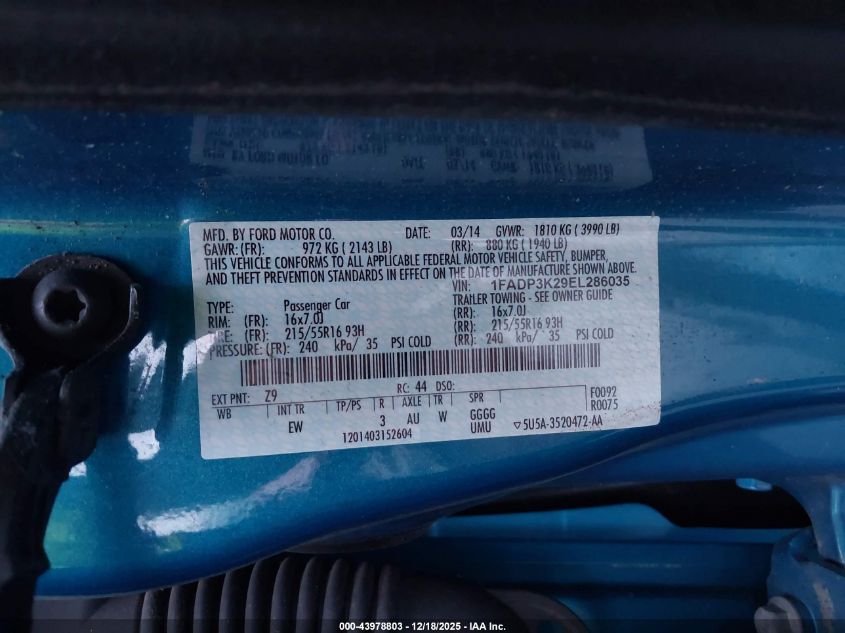 MFD. BY FORD MOTOR CO. DATE: 03/14 GVWR: 1810 KG ( 3990 LB)
GAWR: (FR): 972 KG ( 2143 LB) (RR): 880 KG ( 1940 LB)
THIS VEHICLE CONFORMS TO ALL APPLICABLE FEDERAL MOTOR VEHICLE SAFETY, BUMPER,
AND THEFT PREVENTION STANDARDS IN EFFECT ON THE DATE OF MANUFACTURE SHOWN ABOVE.
VIN: 1FADP3K29EL286035
TYPE: Passenger Car TRAILER TOWING - SEE OWNER GUIDE
RIM: (FR): 16x7.0J (RR): 16x7.0J
TIRE: (FR): 215/55R16 93H (RR): 215/55R16 93H
PRESSURE: (FR): 240 kPa/ 35 PSI COLD (RR): 240 kPa/ 35 PSI COLD
EXT PNT: Z9 RC: 44 DSO: F0092
WB INT TR TP/PS R AXLE TR SPR R0075
EW 3 AU W GGGG
UMU ▽5U5A-3520472-AA
1201403152604
000-43978803 - 12/18/2025 - IAA Inc.